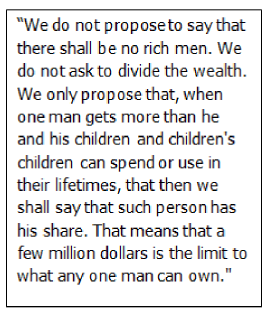 “We do not propose to say that
there shall be no rich men. We
do not ask to divide the wealth.
We only propose that, when
one man gets more than he
and his children and children's
children can spend or use in
their lifetimes, that then we
shall say that such person has
his share. That means that a
few million dollars is the limit to
what any one man can own."